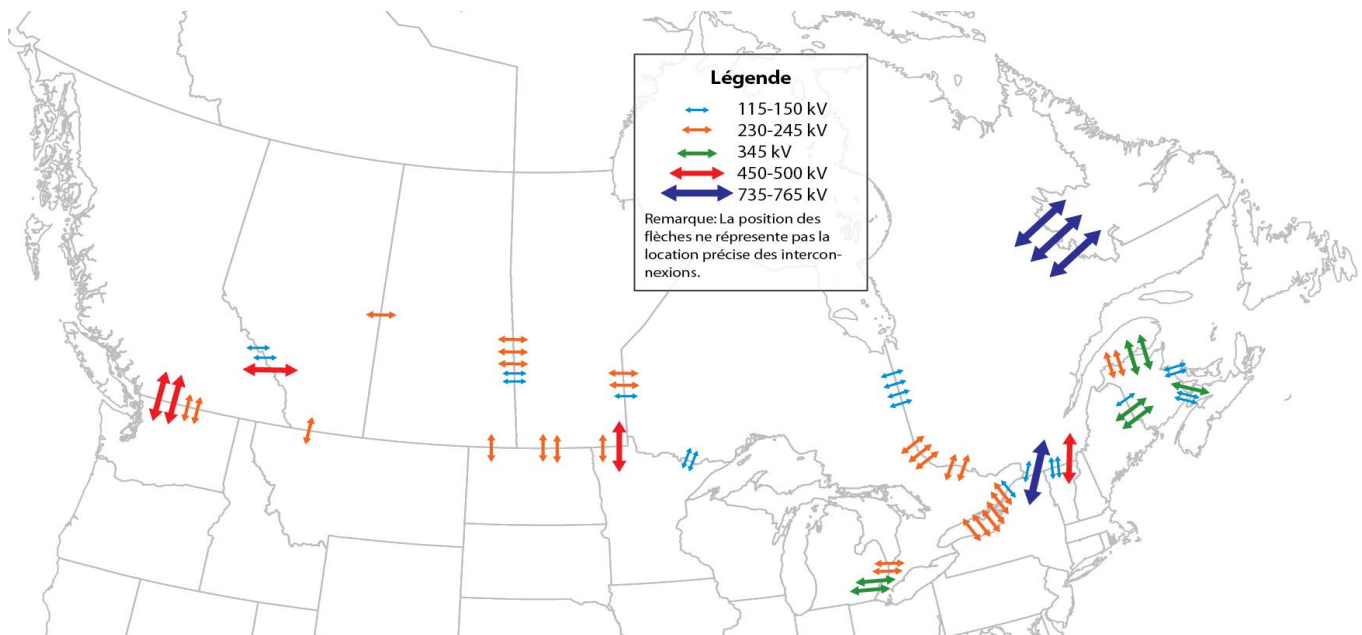 Légende
115-150 kV
230-245 kV
345 kV
450-500 kV
735-765 kV
Remarque: La position des
flèches ne répresente pas la
location précise des intercon-
nexions.